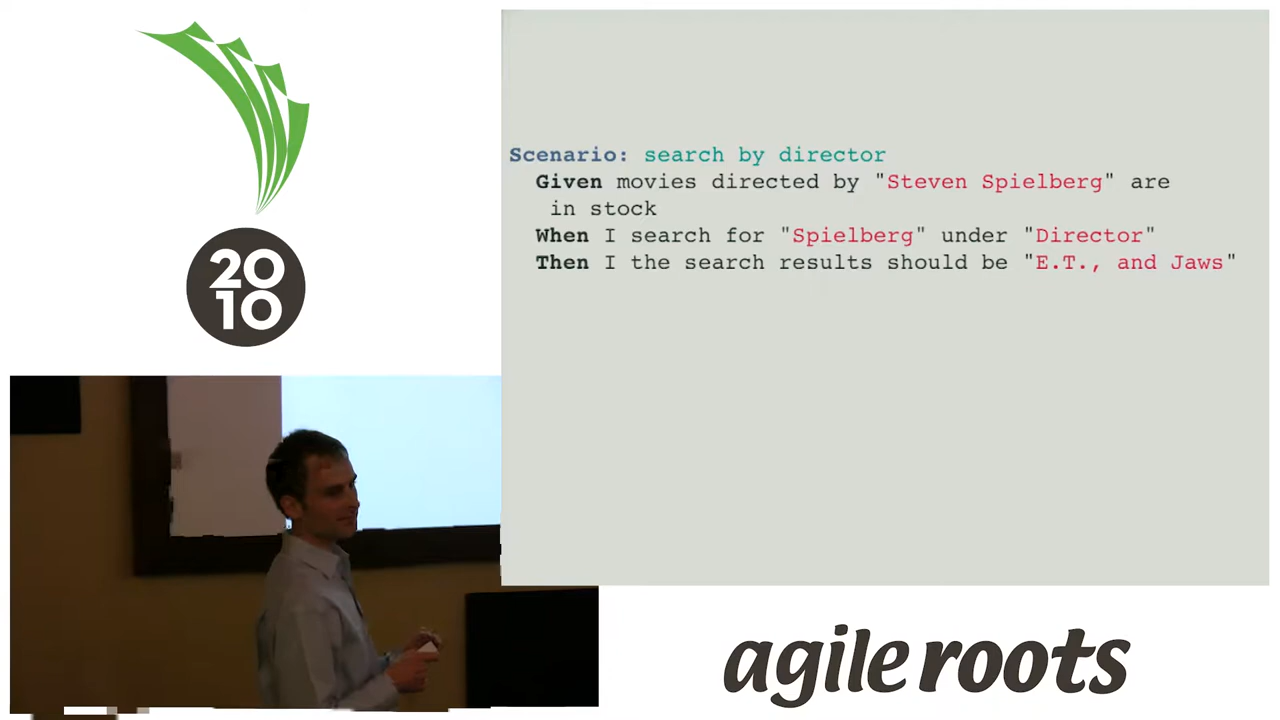 20
10
Scenario: search by director
Given movies directed by "Steven Spielberg" are
in stock
When I search for "Spielberg" under "Director"
Then I the search results should be "E.T., and Jaws"
agile roots